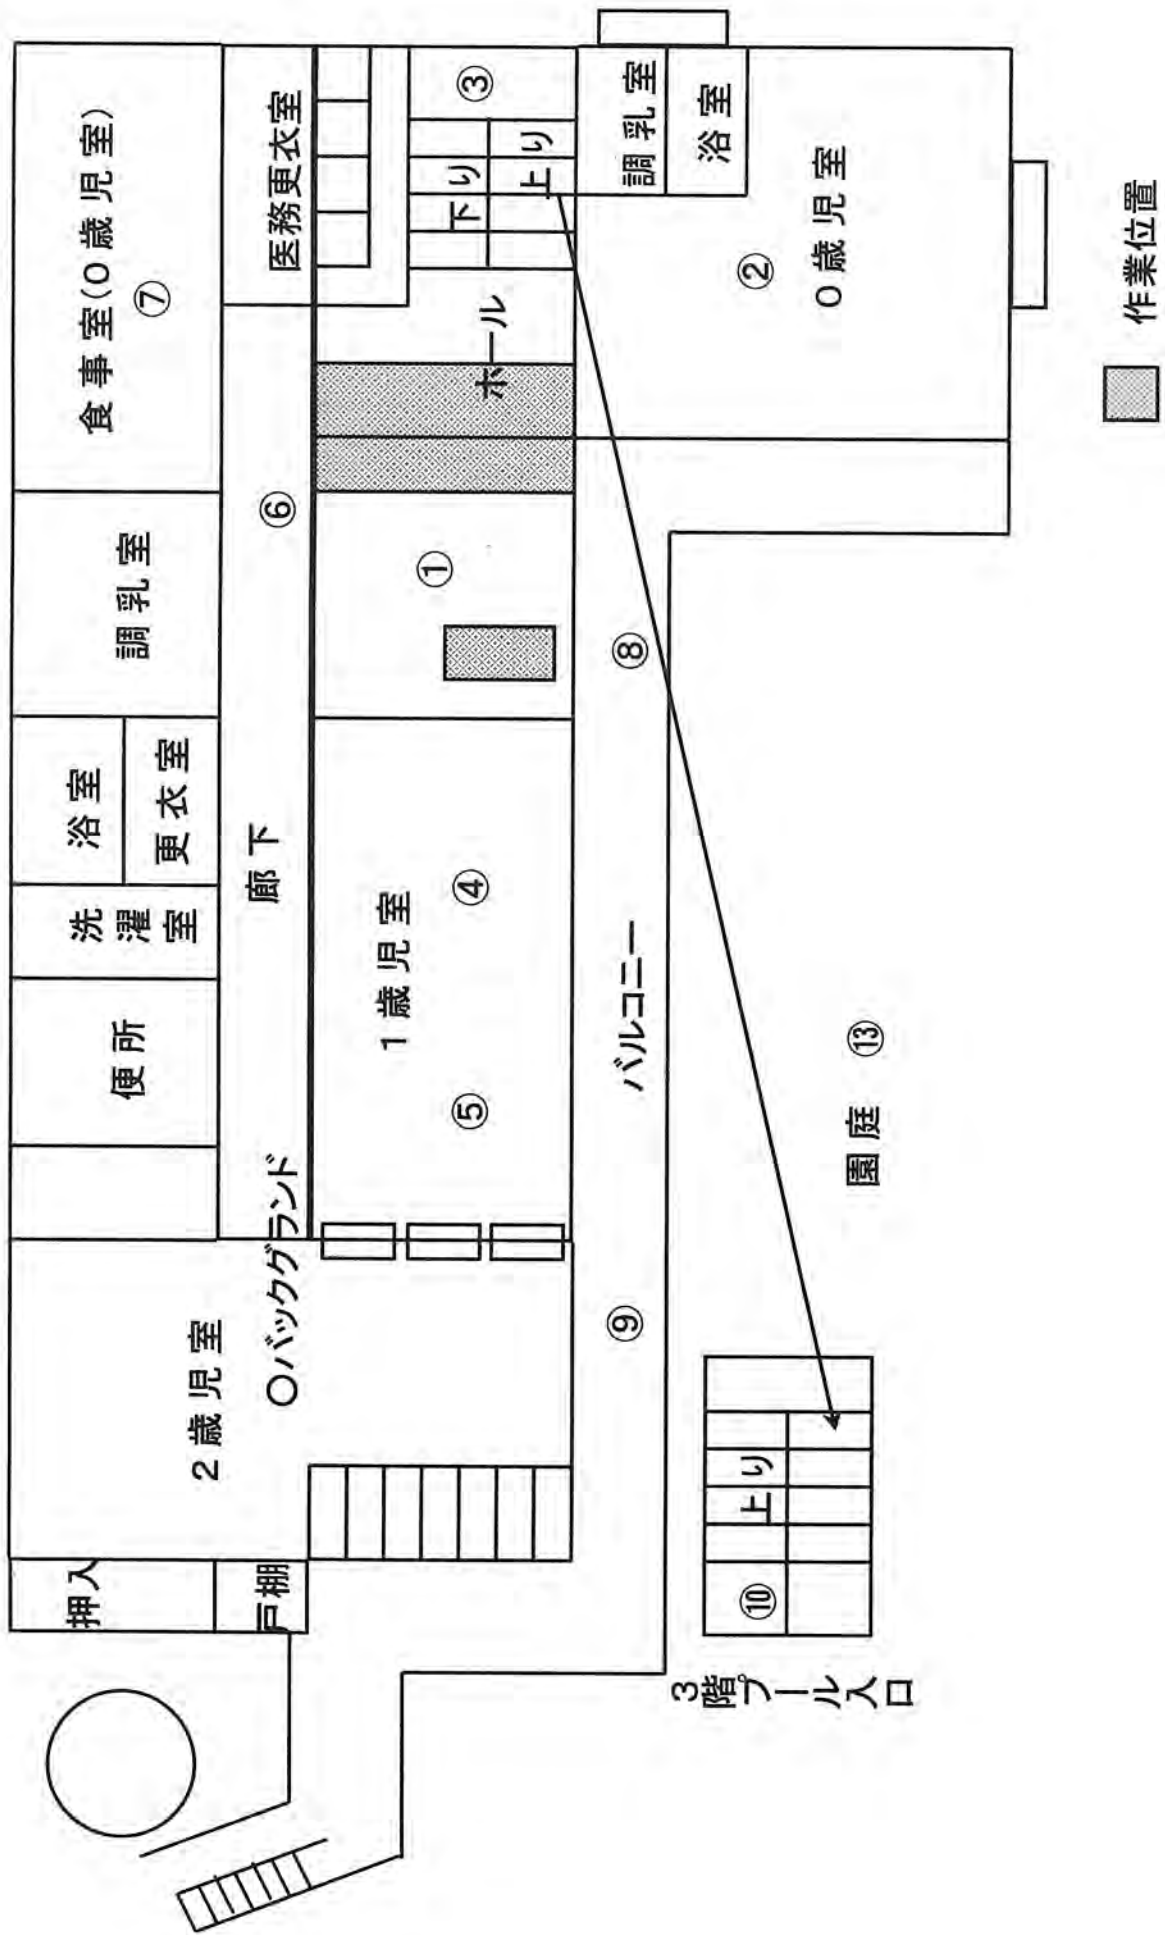 押入
戸棚
2歳児室
〇バックグランド
便所
洗濯室
浴室
更衣室
調乳室
食事室(0歳児室)
⑦
廊下
⑥
医務更衣室
1歳児室
⑤
④
①
ホール
下り
上り
③
調乳室
浴室
②
0歳児室
バルコニー
⑨
⑧
3階プール入口
⑩
上り
園庭
⑬
作業位置